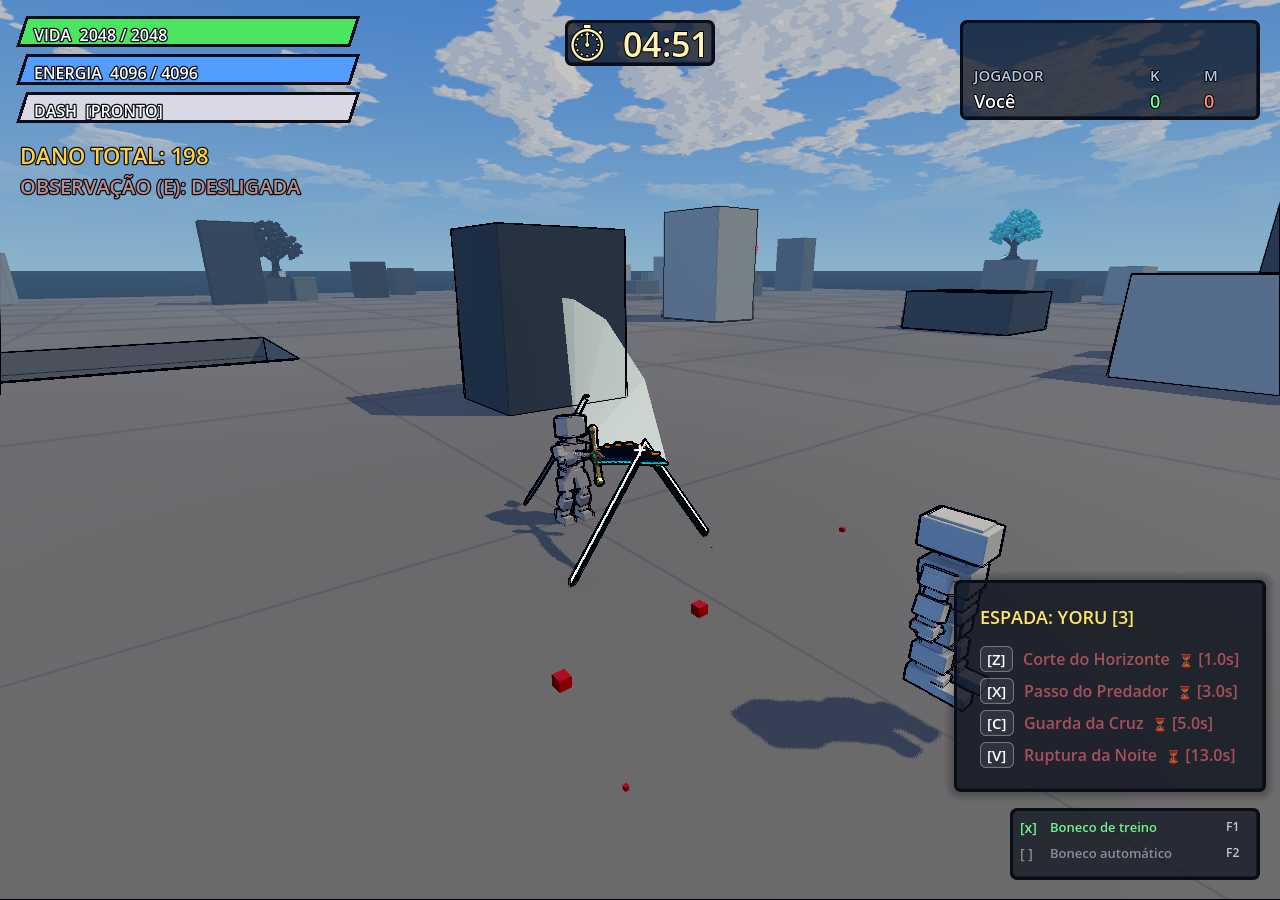 VIDA 2048 / 2048
ENERGIA 4096 / 4096
DASH [PRONTO]
DANO TOTAL: 198
OBSERVAÇÃO (E): DESLIGADA
04:51
JOGADOR K M
Você 0 0
ESPADA: YORU [3]
[Z] Corte do Horizonte ⏳ [1.0s]
[X] Passo do Predador ⏳ [3.0s]
[C] Guarda da Cruz ⏳ [5.0s]
[V] Ruptura da Noite ⏳ [13.0s]
[x] Boneco de treino F1
[ ] Boneco automático F2